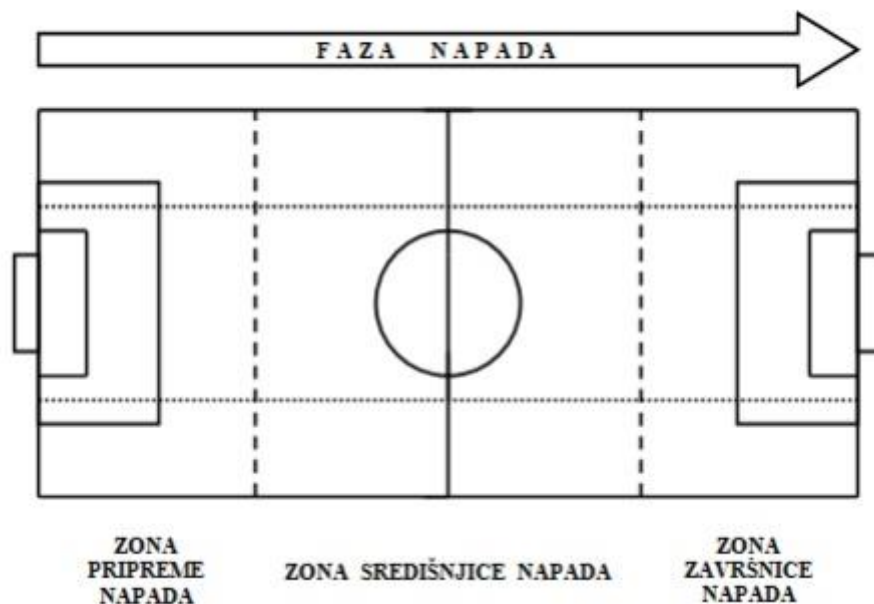 FAZA NAPADA
ZONA
PRIPREME
NAPADA
ZONA SREDIŠNJICE NAPADA
ZONA
ZAVRŠNICE
NAPADA